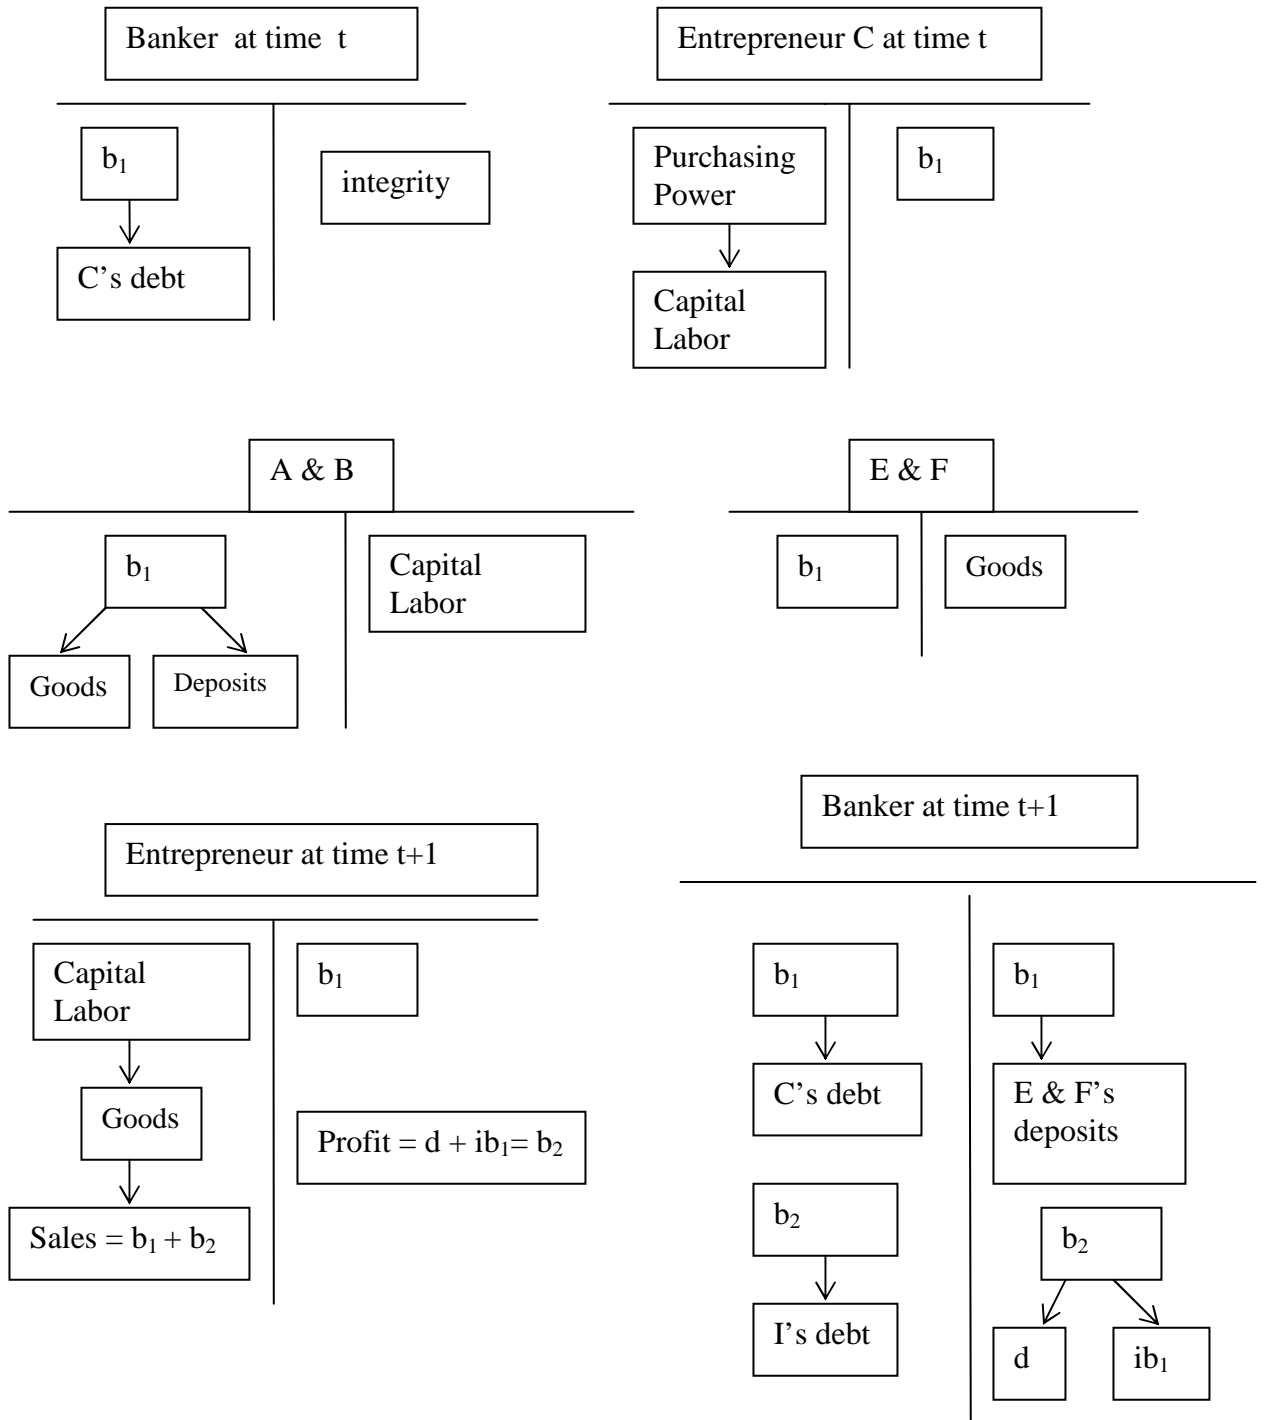 Banker at time t
Entrepreneur C at time t
b₁
integrity
C’s debt
Purchasing
Power
b₁
Capital
Labor
A & B
b₁
Capital
Labor
Goods
Deposits
E & F
b₁
Goods
Entrepreneur at time t+1
Capital
Labor
b₁
Goods
Profit = d + ib₁= b₂
Sales = b₁ + b₂
Banker at time t+1
b₁
b₁
C’s debt
E & F’s
deposits
b₂
b₂
I’s debt
d
ib₁